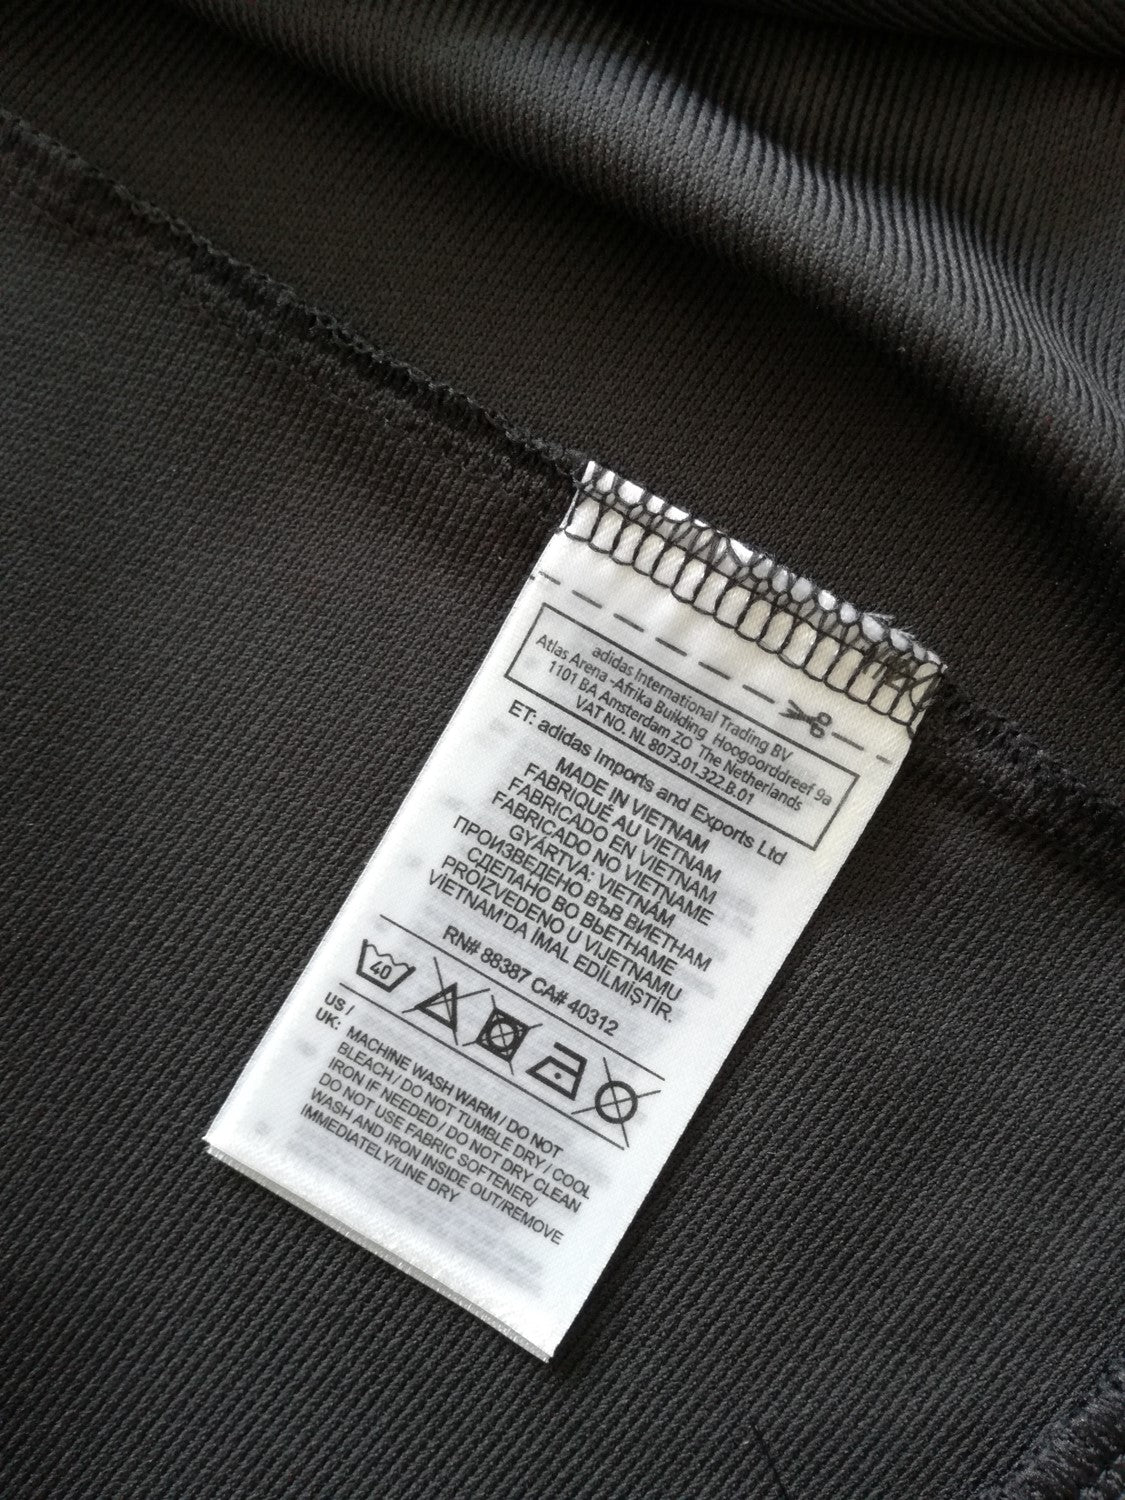 adidas International Trading BV
Atlas Arena -Afrika Building Hoogoorddreef 9a
1101 BA Amsterdam ZO The Netherlands
VAT NO. NL 8073.01.322.B.01
ET: adidas Imports and Exports Ltd
MADE IN VIETNAM
FABRIQUÉ AU VIETNAM
FABRICADO EN VIETNAM
FABRICADO NO VIETNAME
GYÁRTVA: VIETNÁM
ПРОИЗВЕДЕНО ВЪВ ВИЕТНАМ
СДЕЛАНО ВО ВЬЕТНАМЕ
PROIZVEDENO U VIJETNAMU
VİETNAM'DA İMAL EDİLMİŞTİR.
RN# 88387 CA# 40312
40
US /
UK: MACHINE WASH WARM / DO NOT
BLEACH / DO NOT TUMBLE DRY / COOL
IRON IF NEEDED / DO NOT DRY CLEAN
DO NOT USE FABRIC SOFTENER/
WASH AND IRON INSIDE OUT/REMOVE
IMMEDIATELY/LINE DRY